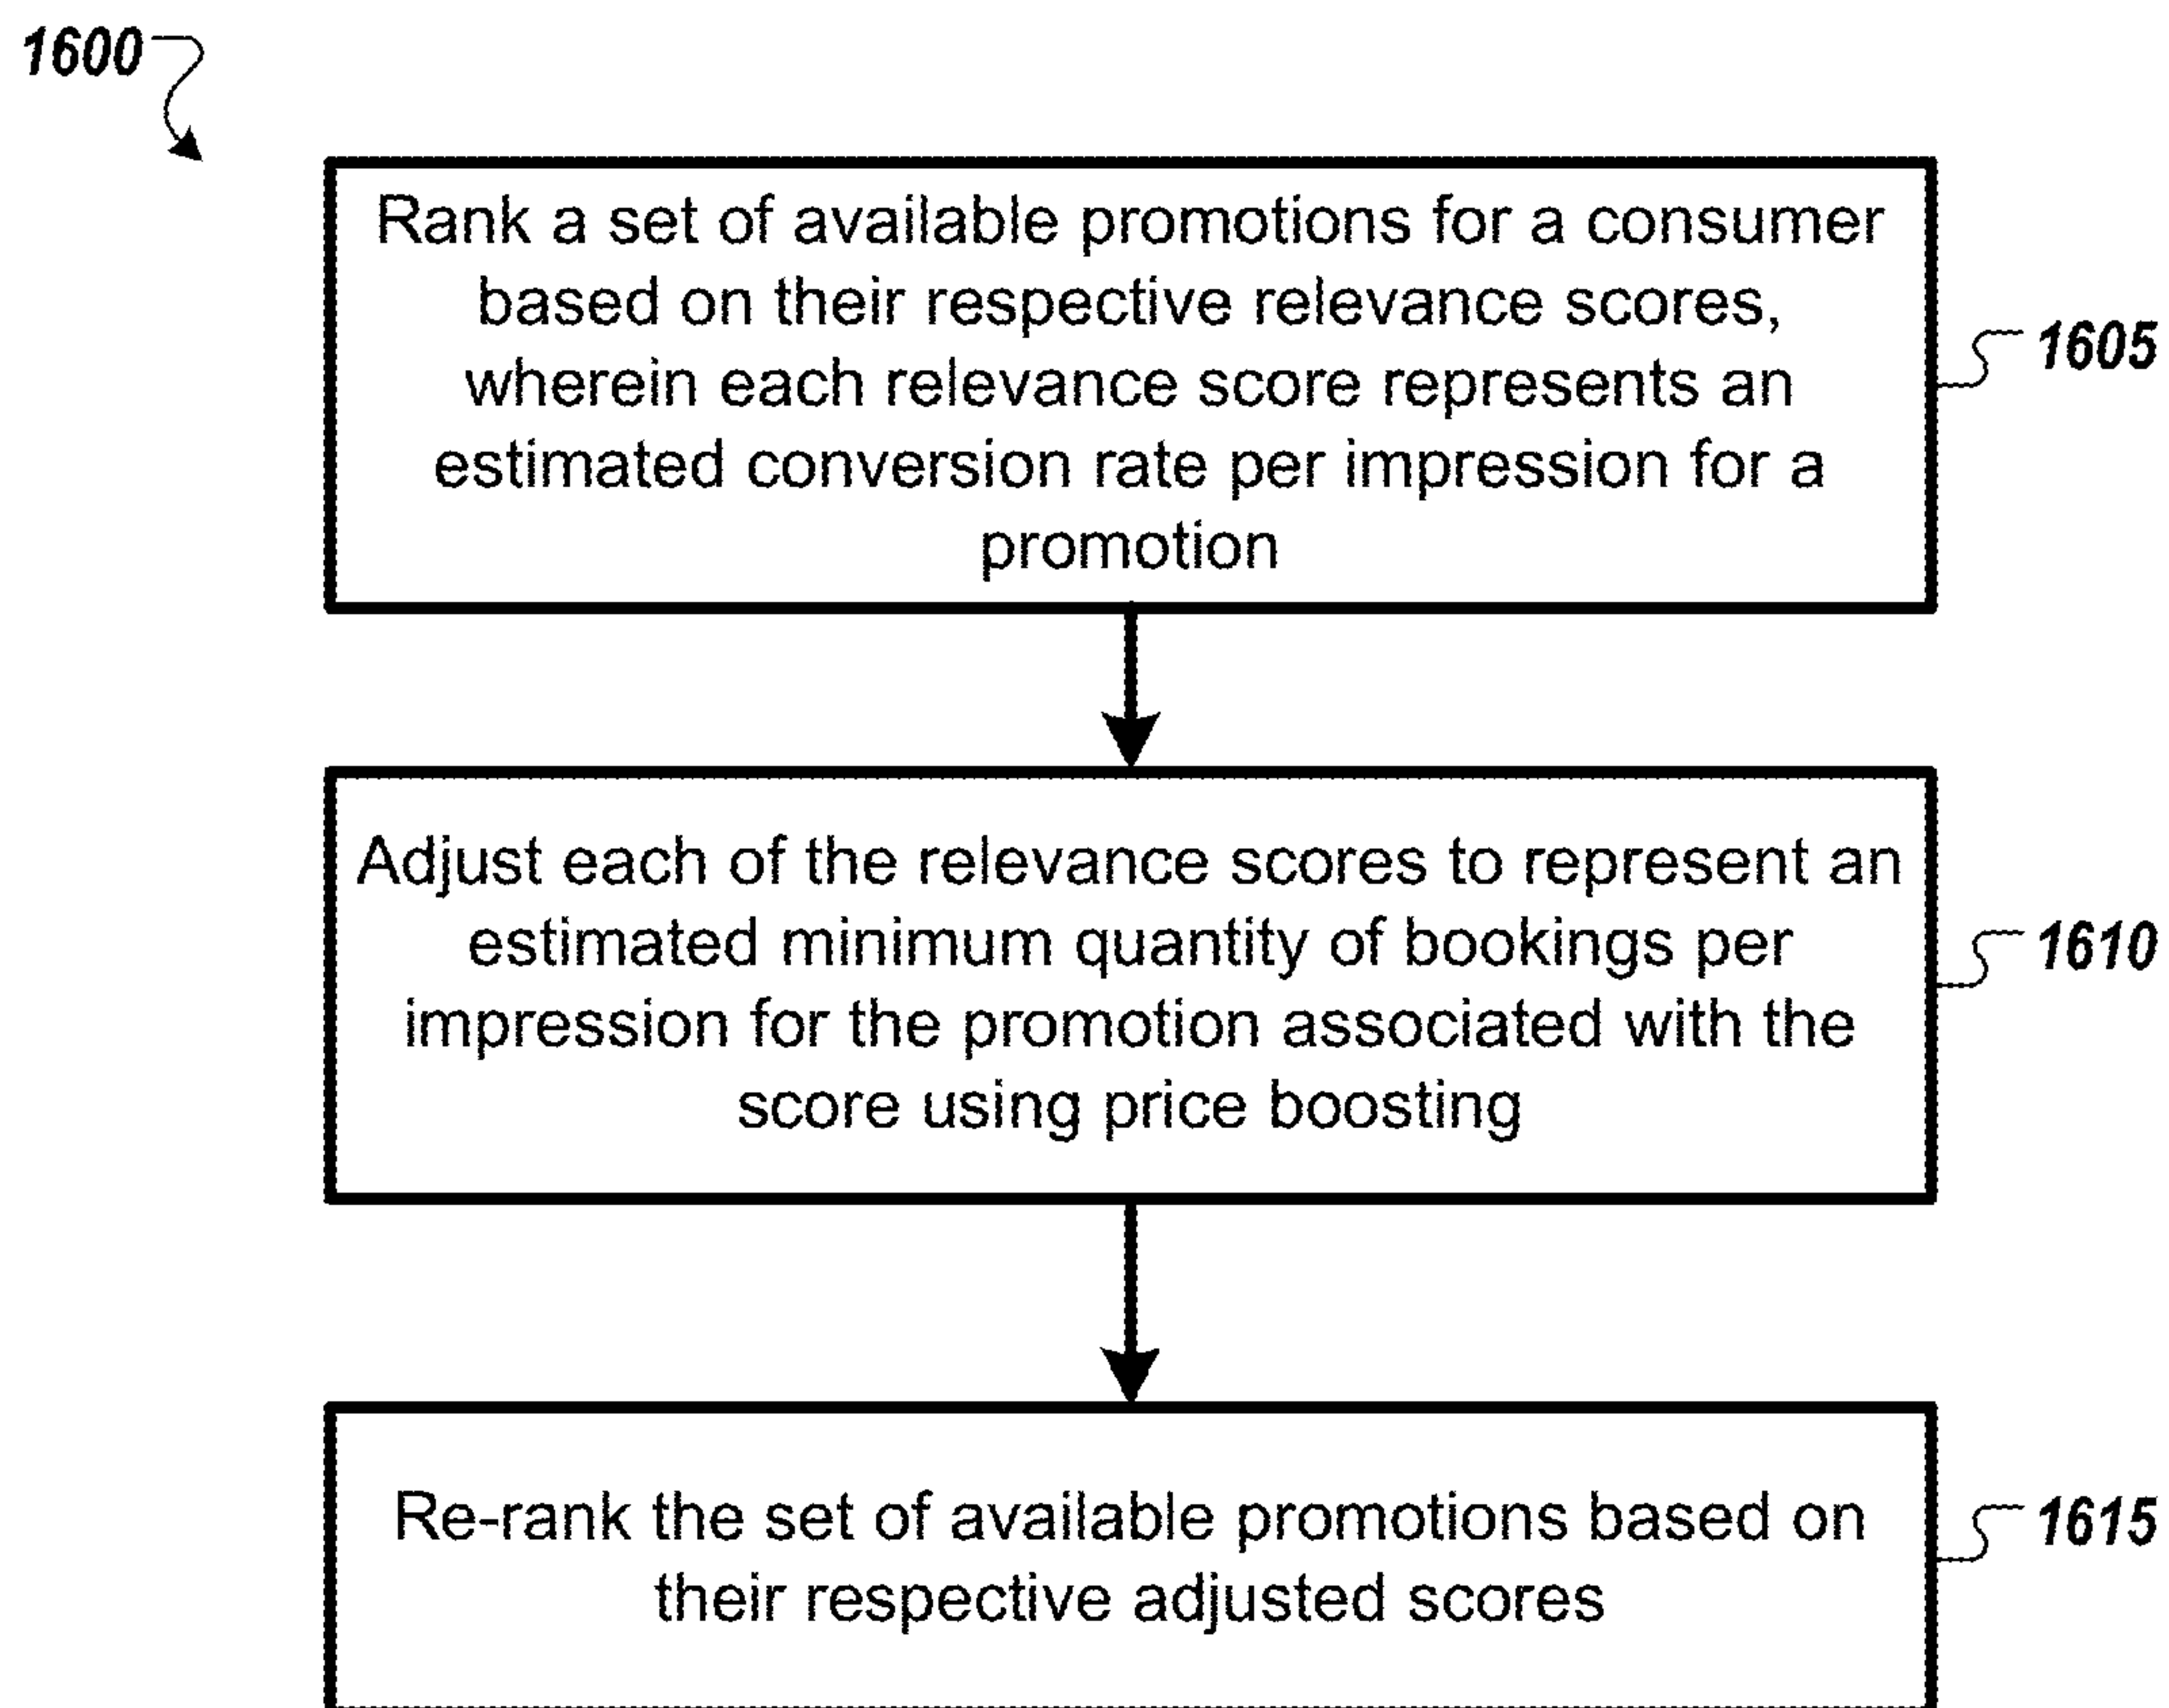 1600
Rank a set of available promotions for a consumer
based on their respective relevance scores,
wherein each relevance score represents an
estimated conversion rate per impression for a
promotion
1605
Adjust each of the relevance scores to represent an
estimated minimum quantity of bookings per
impression for the promotion associated with the
score using price boosting
1610
Re-rank the set of available promotions based on
their respective adjusted scores
1615